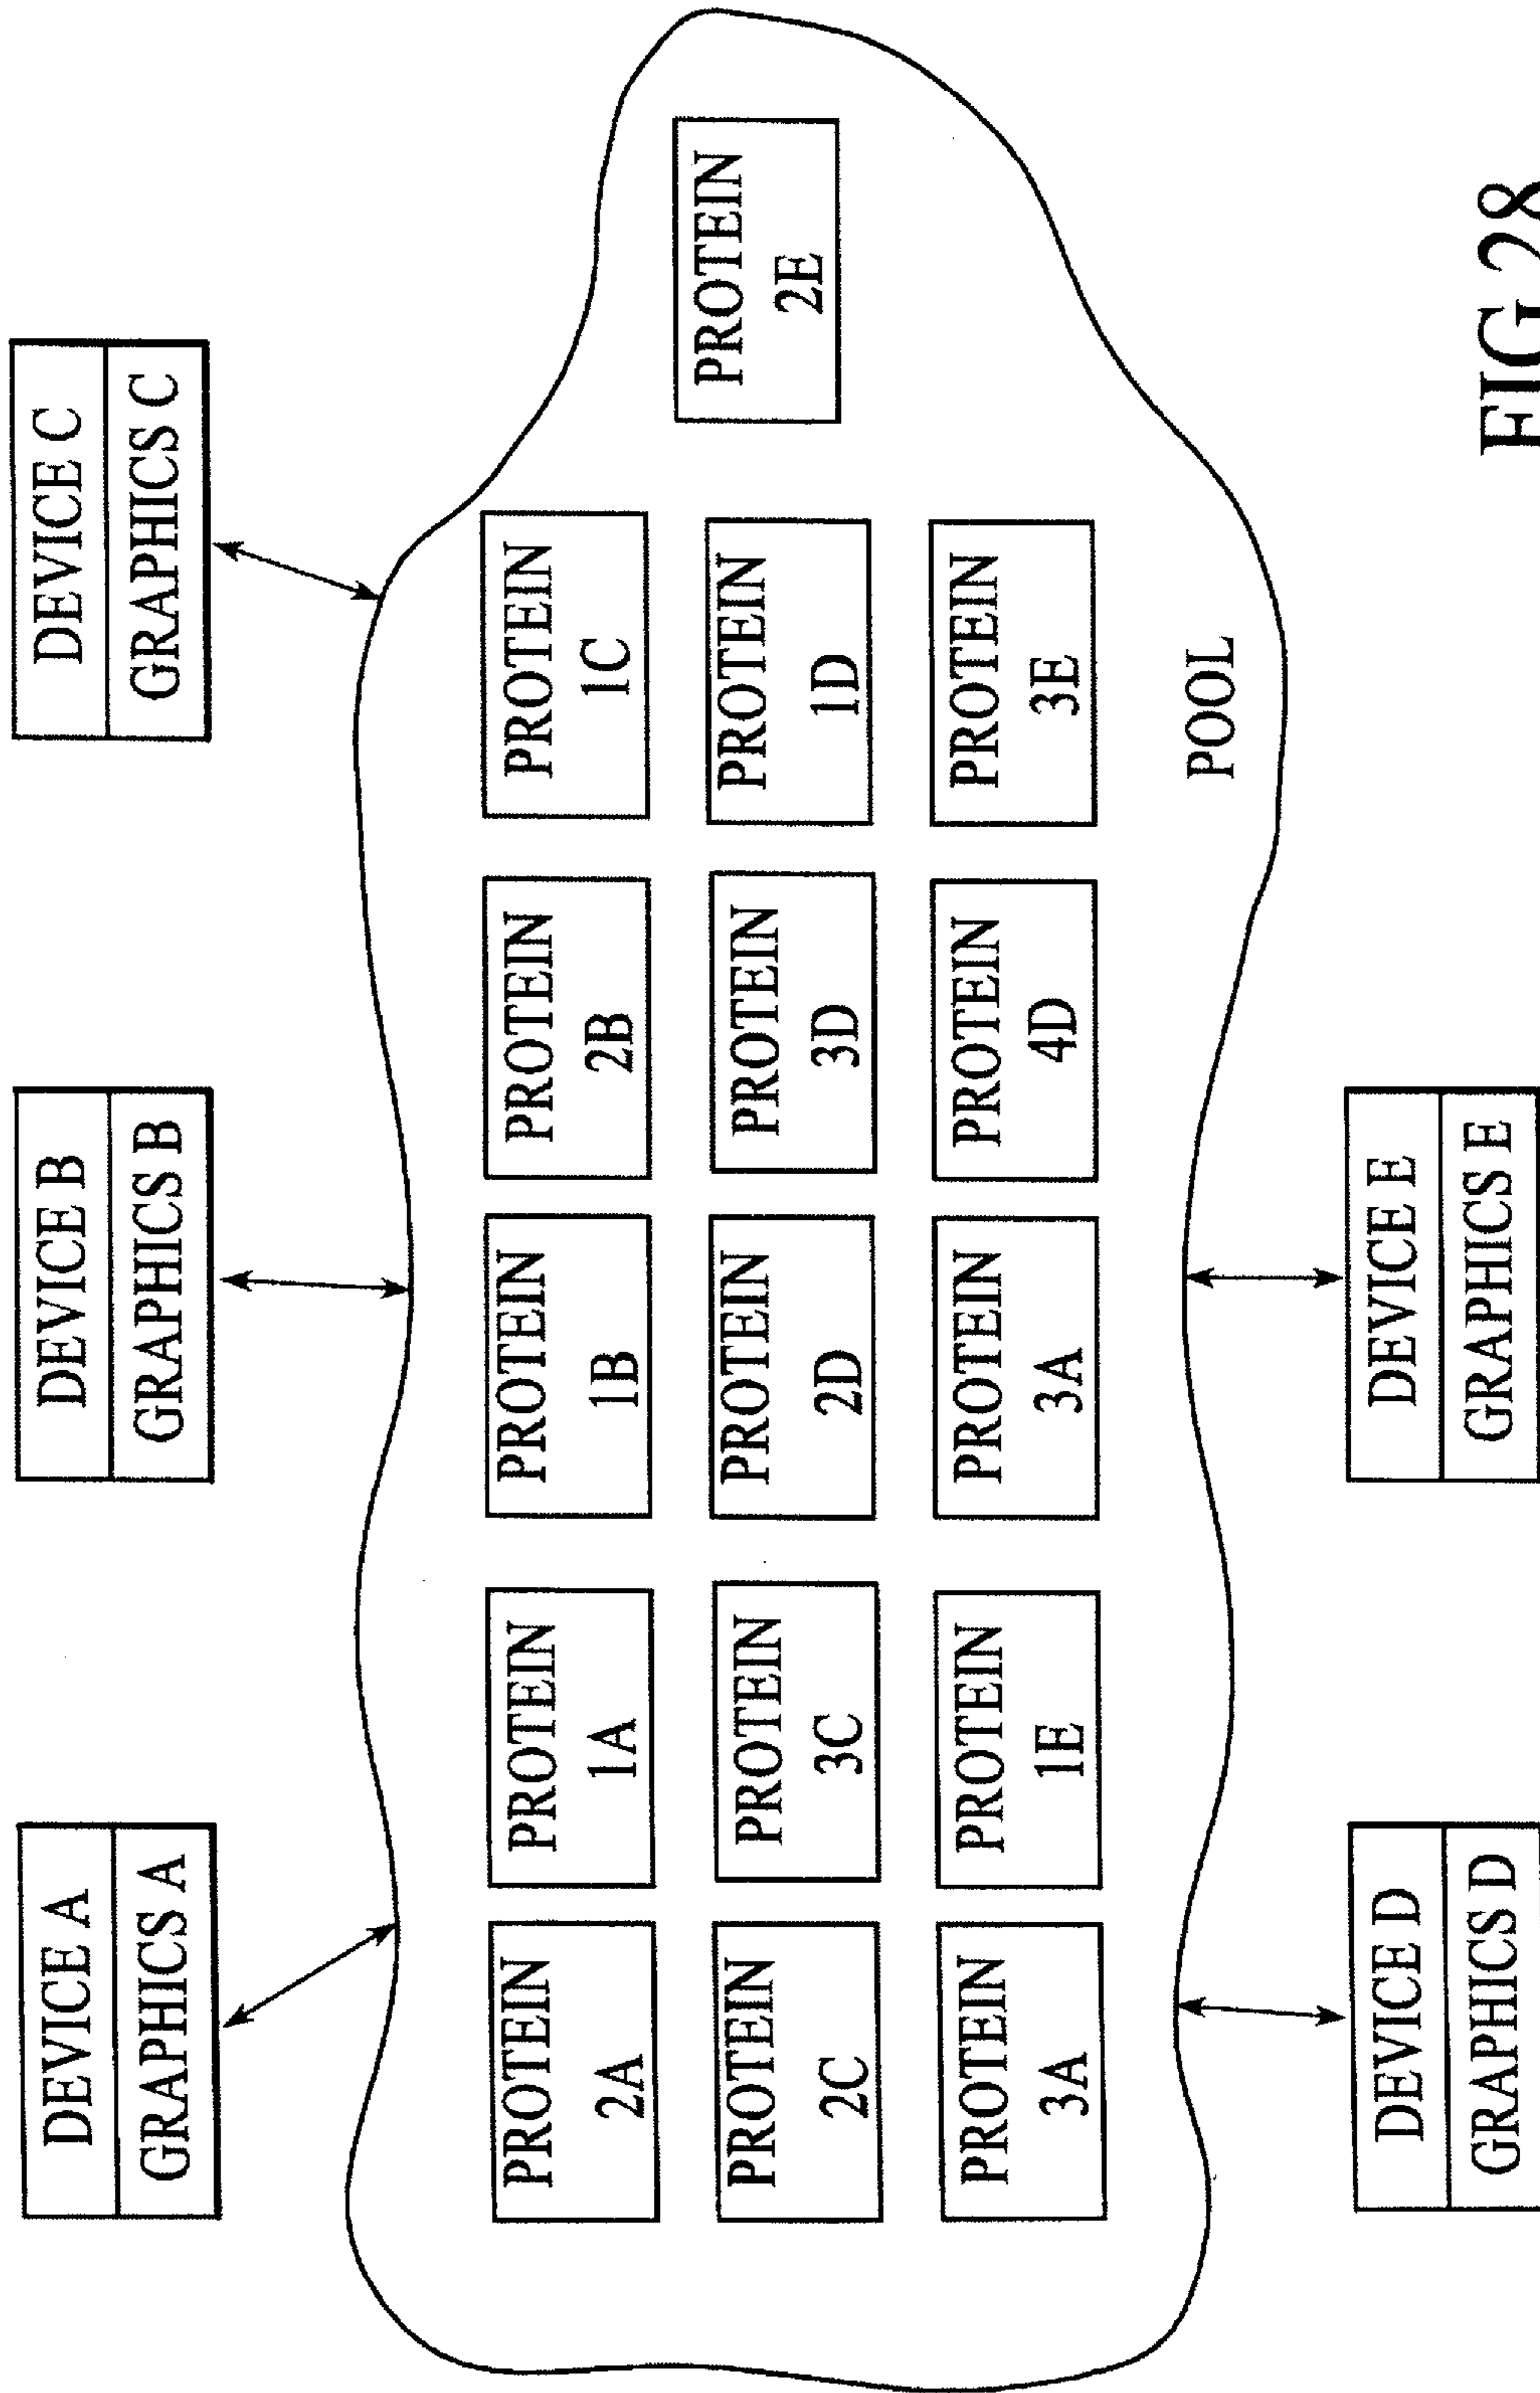 DEVICE A
GRAPHICS A
DEVICE B
GRAPHICS B
DEVICE C
GRAPHICS C
PROTEIN
2A
PROTEIN
1A
PROTEIN
1B
PROTEIN
2B
PROTEIN
1C
PROTEIN
2E
PROTEIN
2C
PROTEIN
3C
PROTEIN
2D
PROTEIN
3D
PROTEIN
1D
PROTEIN
3A
PROTEIN
1E
PROTEIN
3A
PROTEIN
4D
PROTEIN
3E
POOL
DEVICE D
GRAPHICS D
DEVICE E
GRAPHICS E
FIG 28